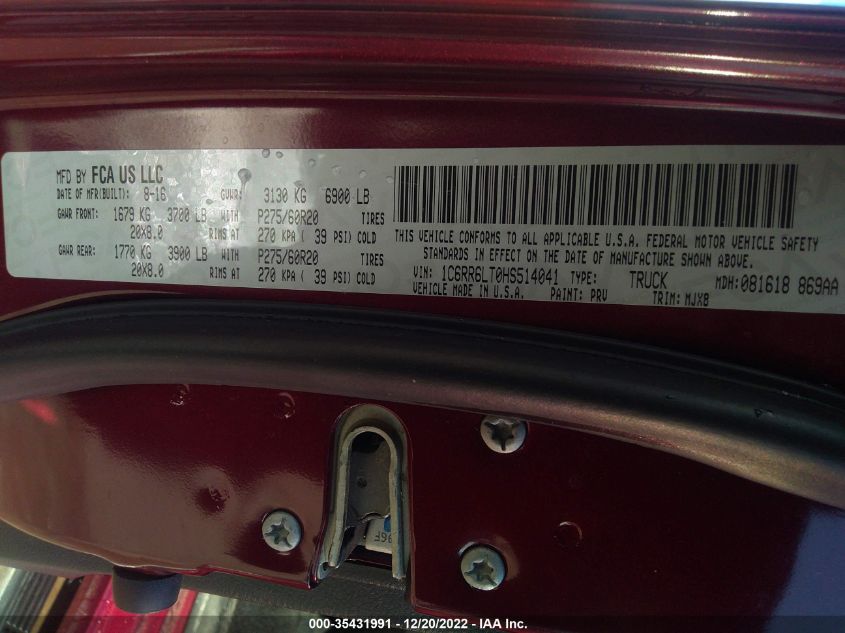 MFD BY FCA US LLC
DATE OF MFR(BUILT): 8-16 GVWR: 3130 KG 6900 LB
GAWR FRONT: 1679 KG 3700 LB WITH P275/60R20 TIRES
20X8.0 RIMS AT 270 KPA ( 39 PSI) COLD
GAWR REAR: 1770 KG 3900 LB WITH P275/60R20 TIRES
20X8.0 RIMS AT 270 KPA ( 39 PSI) COLD
THIS VEHICLE CONFORMS TO ALL APPLICABLE U.S.A. FEDERAL MOTOR VEHICLE SAFETY
STANDARDS IN EFFECT ON THE DATE OF MANUFACTURE SHOWN ABOVE.
VIN: 1C6RR6LT0HS514041 TYPE: TRUCK MDH: 081618 869AA
VEHICLE MADE IN U.S.A. PAINT: PRV TRIM: MJX8
000-35431991 - 12/20/2022 - IAA Inc.